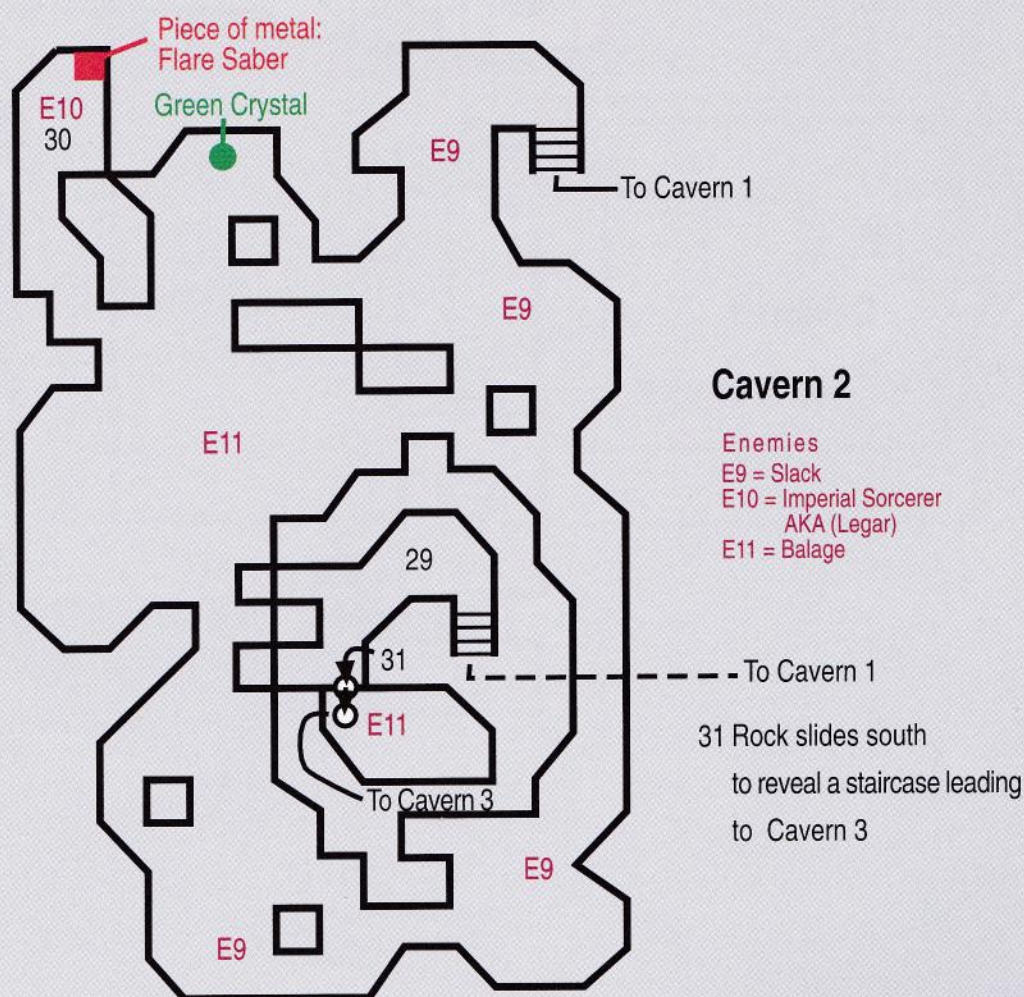 Piece of metal:
Flare Saber
E10
30
Green Crystal
E9
To Cavern 1
E9
Cavern 2
Enemies
E9 = Slack
E10 = Imperial Sorcerer
AKA (Legar)
E11 = Balage
E11
29
31
To Cavern 1
E11
31 Rock slides south
to reveal a staircase leading
to Cavern 3
To Cavern 3
E9
E9